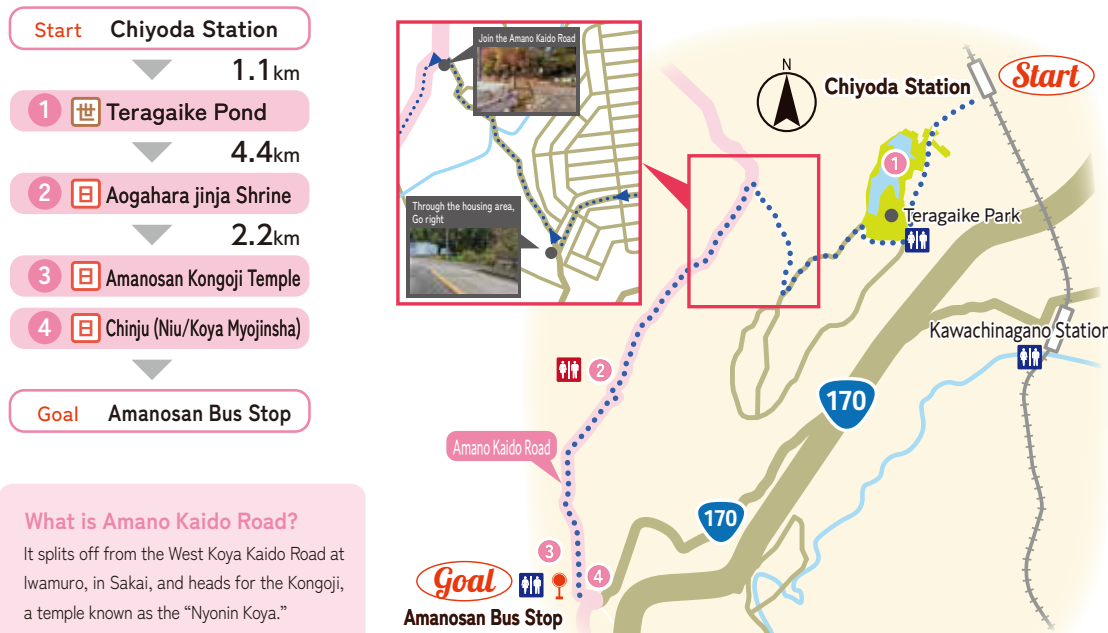 Start Chiyoda Station
1.1km
1 世 Teragaike Pond
4.4km
2 日 Aogahara jinja Shrine
2.2km
3 日 Amanosan Kongoji Temple
4 日 Chinju (Niu/Koya Myojinsha)
Goal Amanosan Bus Stop
What is Amano Kaido Road?
It splits off from the West Koya Kaido Road at
Iwamuro, in Sakai, and heads for the Kongoji,
a temple known as the “Nyonin Koya.”
Join the Amano Kaido Road
Through the housing area,
Go right
N
Chiyoda Station
Start
1
Teragaike Park
Kawachinagano Station
2
170
Amano Kaido Road
170
3
4
Goal
Amanosan Bus Stop